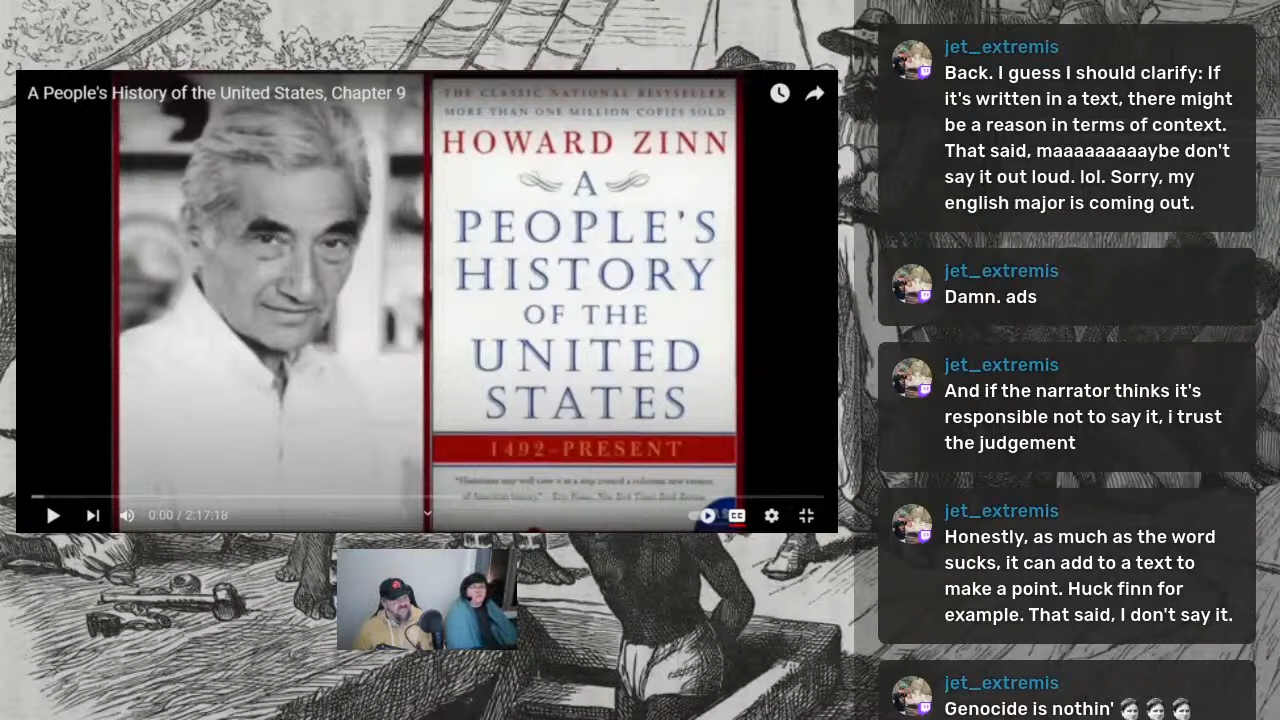 A People's History of the United States, Chapter 9
THE CLASSIC NATIONAL BESTSELLER
MORE THAN ONE MILLION COPIES SOLD
HOWARD ZINN
A
PEOPLE'S
HISTORY
OF THE
UNITED
STATES
1492–PRESENT
0:00 / 2:17:18
CC
jet_extremis
Back. I guess I should clarify: If
it's written in a text, there might
be a reason in terms of context.
That said, maaaaaaaaaybe don't
say it out loud. lol. Sorry, my
english major is coming out.
jet_extremis
Damn. ads
jet_extremis
And if the narrator thinks it's
responsible not to say it, i trust
the judgement
jet_extremis
Honestly, as much as the word
sucks, it can add to a text to
make a point. Huck finn for
example. That said, I don't say it.
jet_extremis
Genocide is nothin'